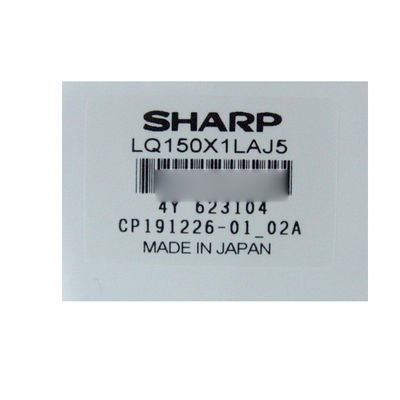 SHARP
LQ150X1LAJ5
4Y 623104
CP191226-01_02A
MADE IN JAPAN